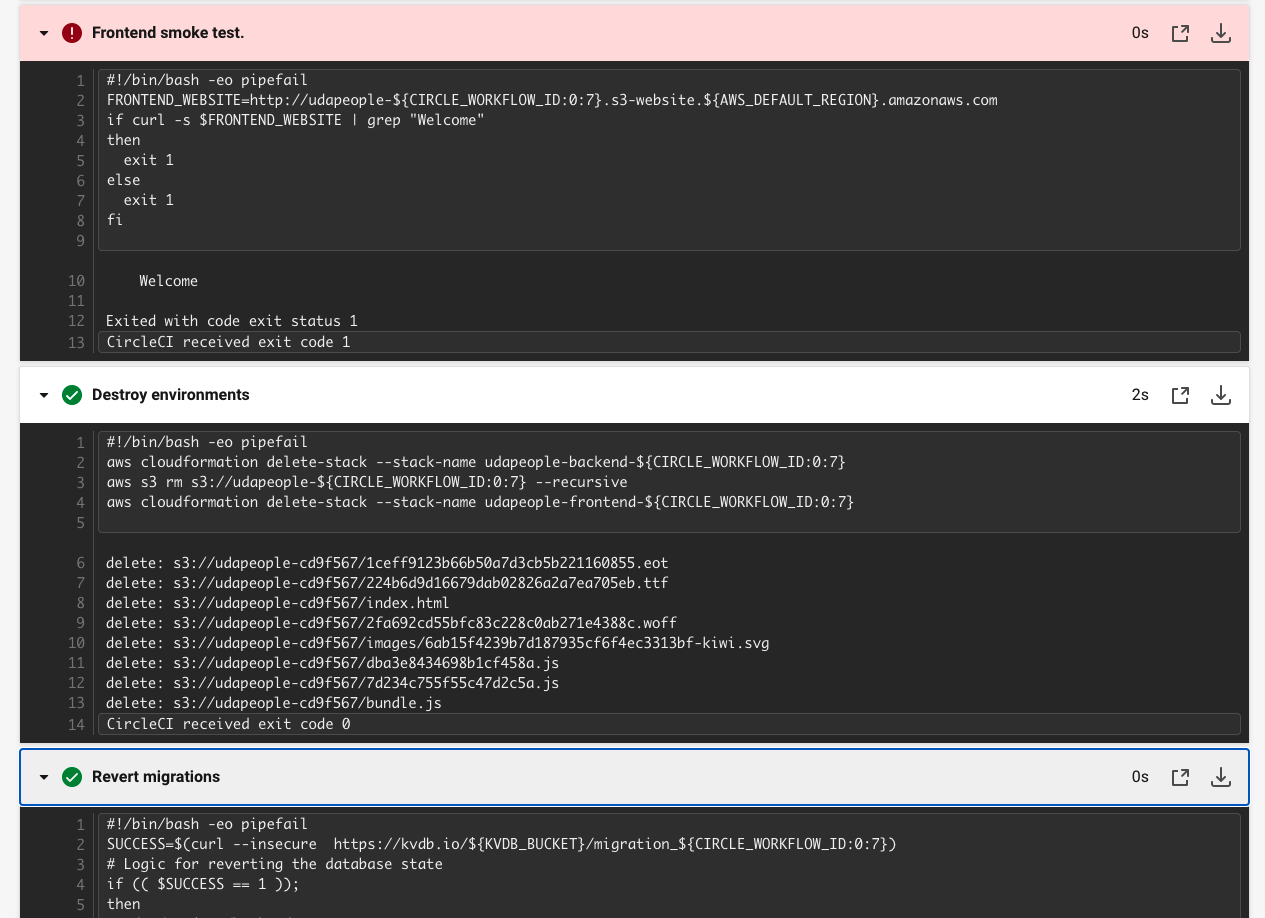 Frontend smoke test.
0s
1 #!/bin/bash -eo pipefail
2 FRONTEND_WEBSITE=http://udapeople-${CIRCLE_WORKFLOW_ID:0:7}.s3-website.${AWS_DEFAULT_REGION}.amazonaws.com
3 if curl -s $FRONTEND_WEBSITE | grep "Welcome"
4 then
5   exit 1
6 else
7   exit 1
8 fi
9
10     Welcome
11
12 Exited with code exit status 1
13 CircleCI received exit code 1
Destroy environments
2s
1 #!/bin/bash -eo pipefail
2 aws cloudformation delete-stack --stack-name udapeople-backend-${CIRCLE_WORKFLOW_ID:0:7}
3 aws s3 rm s3://udapeople-${CIRCLE_WORKFLOW_ID:0:7} --recursive
4 aws cloudformation delete-stack --stack-name udapeople-frontend-${CIRCLE_WORKFLOW_ID:0:7}
5
6 delete: s3://udapeople-cd9f567/1ceff9123b66b50a7d3cb5b221160855.eot
7 delete: s3://udapeople-cd9f567/224b6d9d16679dab02826a2a7ea705eb.ttf
8 delete: s3://udapeople-cd9f567/index.html
9 delete: s3://udapeople-cd9f567/2fa692cd55bfc83c228c0ab271e4388c.woff
10 delete: s3://udapeople-cd9f567/images/6ab15f4239b7d187935cf6f4ec3313bf-kiwi.svg
11 delete: s3://udapeople-cd9f567/dba3e8434698b1cf458a.js
12 delete: s3://udapeople-cd9f567/7d234c755f55c47d2c5a.js
13 delete: s3://udapeople-cd9f567/bundle.js
14 CircleCI received exit code 0
Revert migrations
0s
1 #!/bin/bash -eo pipefail
2 SUCCESS=$(curl --insecure  https://kvdb.io/${KVDB_BUCKET}/migration_${CIRCLE_WORKFLOW_ID:0:7})
3 # Logic for reverting the database state
4 if (( $SUCCESS == 1 ));
5 then